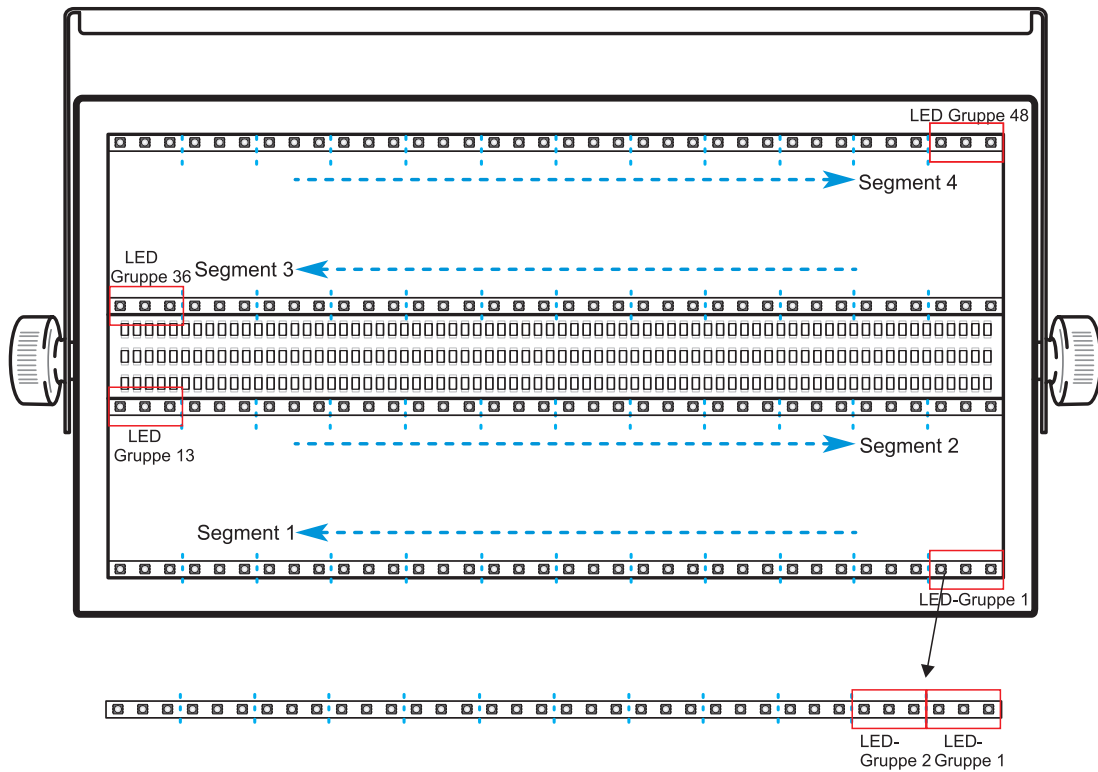 LED Gruppe 48
Segment 4
LED
Gruppe 36
Segment 3
LED
Gruppe 13
Segment 2
Segment 1
LED-Gruppe 1
LED-
Gruppe 2
LED-
Gruppe 1